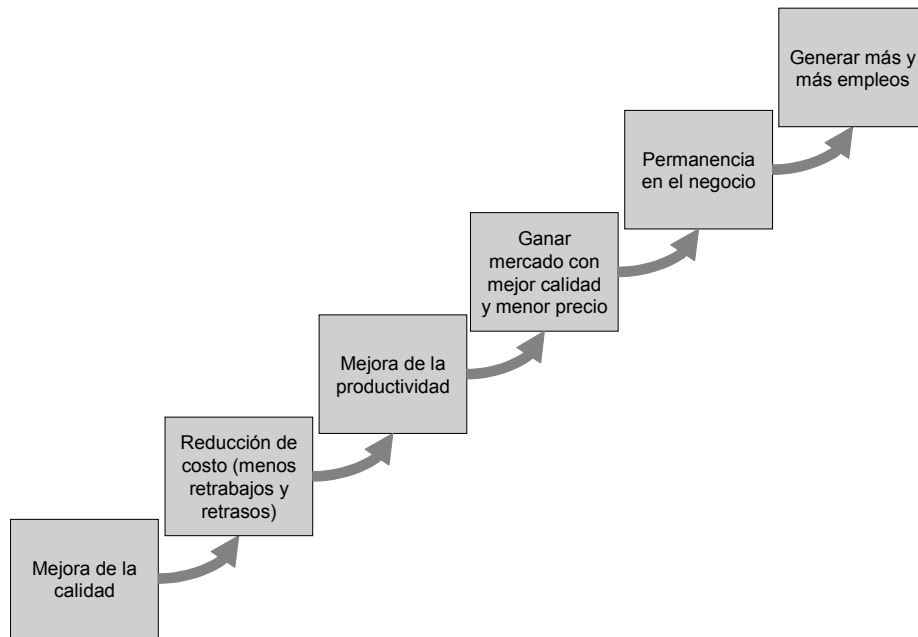 Generar más y
más empleos
Permanencia
en el negocio
Ganar
mercado con
mejor calidad
y menor precio
Mejora de la
productividad
Reducción de
costo (menos
retrabajos y
retrasos)
Mejora de la
calidad